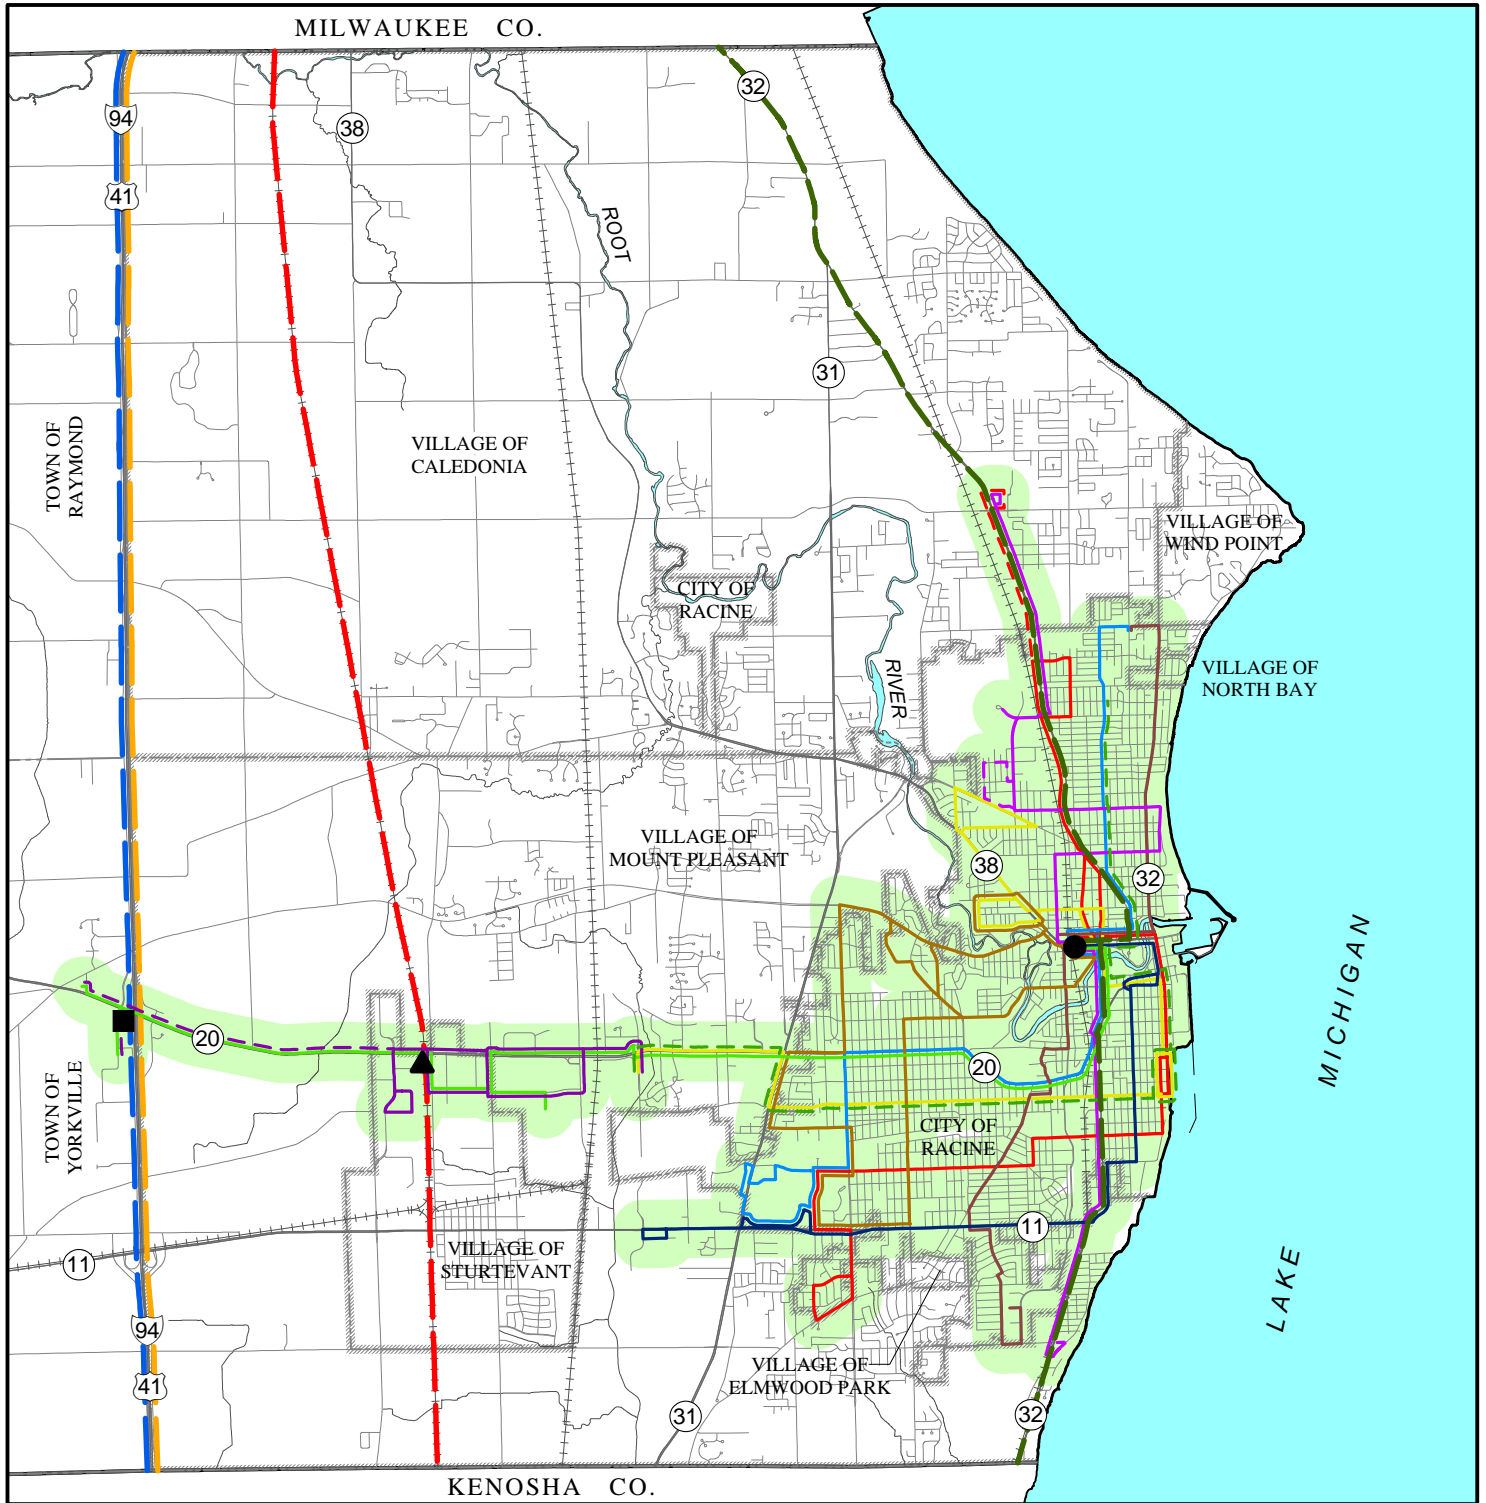 MILWAUKEE CO.
32
94
38
41
ROOT
31
TOWN OF
RAYMOND
VILLAGE OF
CALEDONIA
VILLAGE OF
WIND POINT
CITY OF
RACINE
RIVER
VILLAGE OF
NORTH BAY
VILLAGE OF
MOUNT PLEASANT
38
32
MICHIGAN
20
20
TOWN OF
YORKVILLE
CITY OF
RACINE
11
11
VILLAGE OF
STURTEVANT
LAKE
94
VILLAGE OF
ELMWOOD PARK
41
31
32
KENOSHA CO.